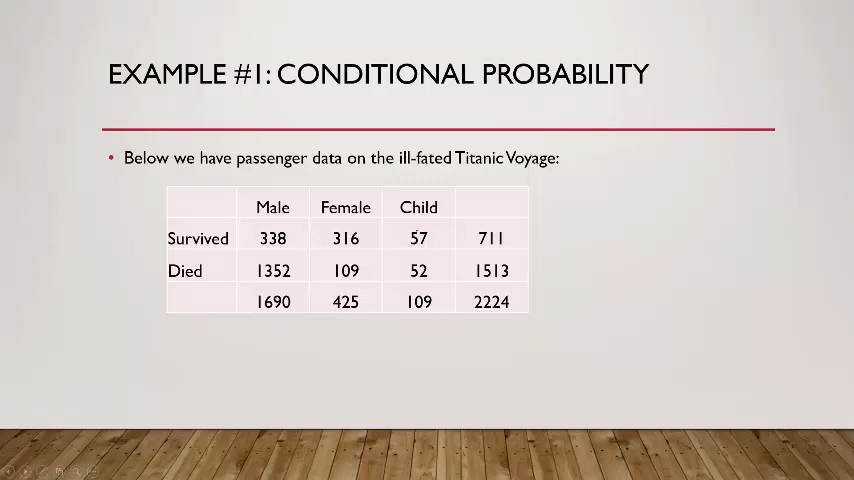 EXAMPLE #1: CONDITIONAL PROBABILITY
• Below we have passenger data on the ill-fated Titanic Voyage:
Male Female Child
Survived 338 316 57 711
Died 1352 109 52 1513
1690 425 109 2224